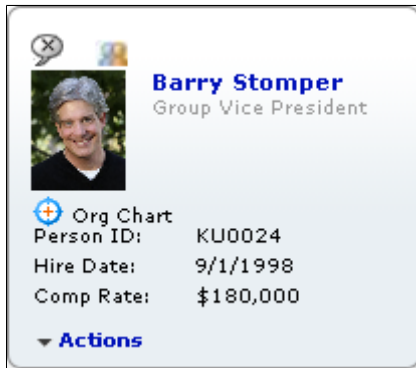 Barry Stomper
Group Vice President
Org Chart
Person ID: KU0024
Hire Date: 9/1/1998
Comp Rate: $180,000
Actions